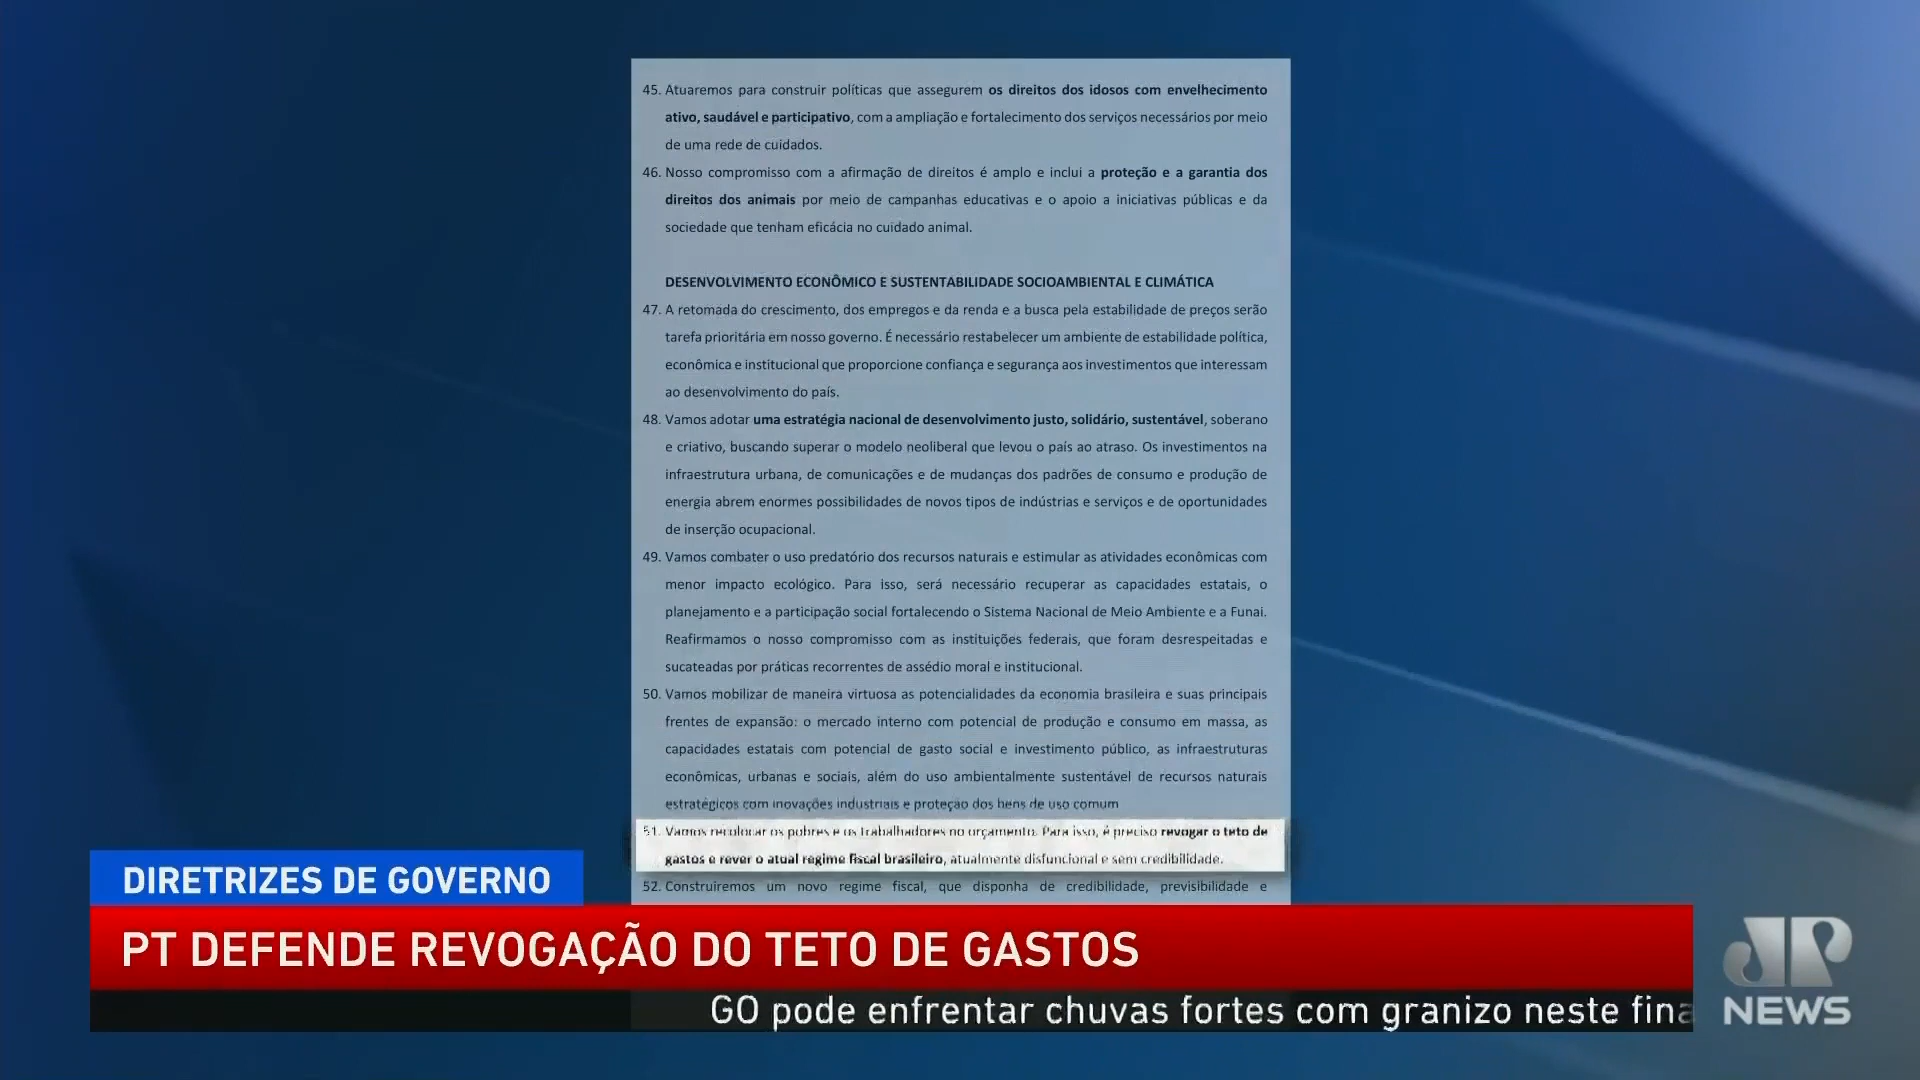 45. Atuaremos para construir políticas que assegurem os direitos dos idosos com envelhecimento
ativo, saudável e participativo, com a ampliação e fortalecimento dos serviços necessários por meio
de uma rede de cuidados.
46. Nosso compromisso com a afirmação de direitos é amplo e inclui a proteção e a garantia dos
direitos dos animais por meio de campanhas educativas e o apoio a iniciativas públicas e da
sociedade que tenham eficácia no cuidado animal.
DESENVOLVIMENTO ECONÔMICO E SUSTENTABILIDADE SOCIOAMBIENTAL E CLIMÁTICA
47. A retomada do crescimento, dos empregos e da renda e a busca pela estabilidade de preços serão
tarefa prioritária em nosso governo. É necessário restabelecer um ambiente de estabilidade política,
econômica e institucional que proporcione confiança e segurança aos investimentos que interessam
ao desenvolvimento do país.
48. Vamos adotar uma estratégia nacional de desenvolvimento justo, solidário, sustentável, soberano
e criativo, buscando superar o modelo neoliberal que levou o país ao atraso. Os investimentos na
infraestrutura urbana, de comunicações e de mudanças dos padrões de consumo e produção de
energia abrem enormes possibilidades de novos tipos de indústrias e serviços e de oportunidades
de inserção ocupacional.
49. Vamos combater o uso predatório dos recursos naturais e estimular as atividades econômicas com
menor impacto ecológico. Para isso, será necessário recuperar as capacidades estatais, o
planejamento e a participação social fortalecendo o Sistema Nacional de Meio Ambiente e a Funai.
Reafirmamos o nosso compromisso com as instituições federais, que foram desrespeitadas e
sucateadas por práticas recorrentes de assédio moral e institucional.
50. Vamos mobilizar de maneira virtuosa as potencialidades da economia brasileira e suas principais
frentes de expansão: o mercado interno com potencial de produção e consumo em massa, as
capacidades estatais com potencial de gasto social e investimento público, as infraestruturas
econômicas, urbanas e sociais, além do uso ambientalmente sustentável de recursos naturais
estratégicos com inovações industriais e proteção dos bens de uso comum
51. Vamos recolocar os pobres e os trabalhadores no orçamento. Para isso, é preciso revogar o teto de
gastos e rever o atual regime fiscal brasileiro, atualmente disfuncional e sem credibilidade.
52. Construiremos um novo regime fiscal, que disponha de credibilidade, previsibilidade e
DIRETRIZES DE GOVERNO
PT DEFENDE REVOGAÇÃO DO TETO DE GASTOS
GO pode enfrentar chuvas fortes com granizo neste fina
JP
NEWS